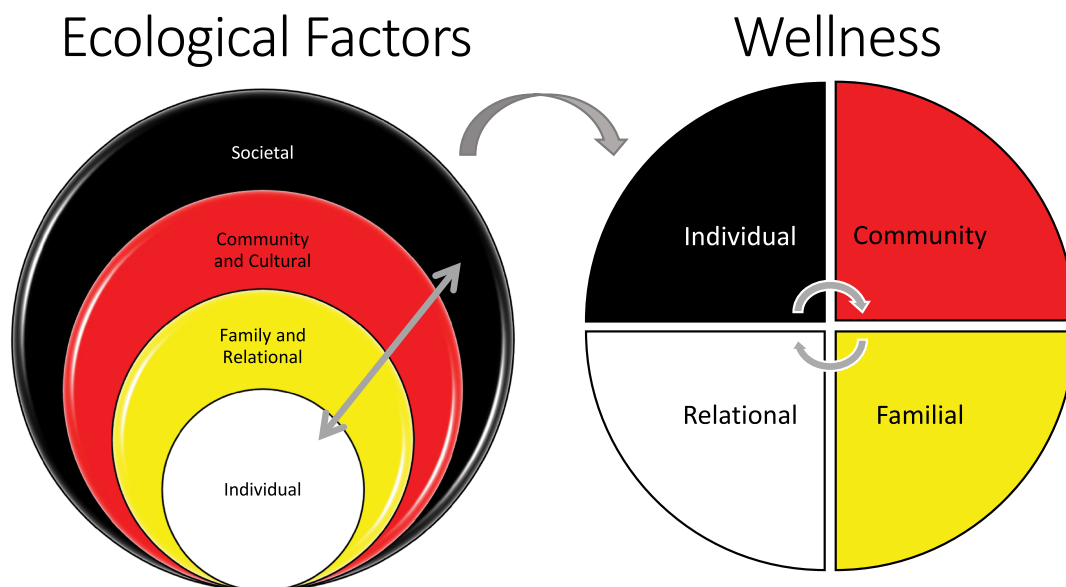 Ecological Factors
Wellness
Societal
Community
and Cultural
Family and
Relational
Individual
Individual
Community
Relational
Familial